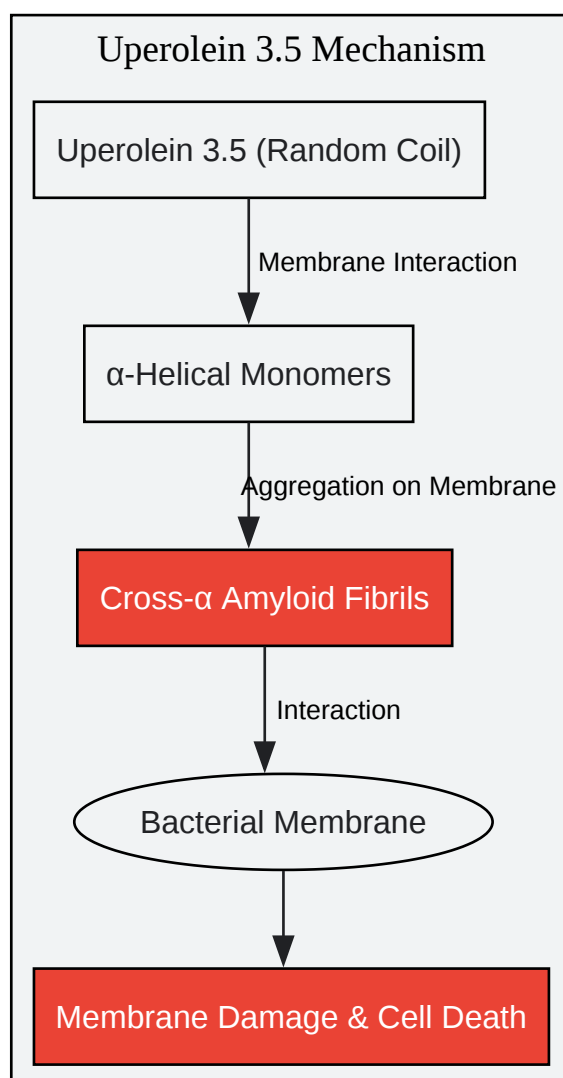 Uperolein 3.5 Mechanism
Uperolein 3.5 (Random Coil)
Membrane Interaction
α-Helical Monomers
Aggregation on Membrane
Cross-α Amyloid Fibrils
Interaction
Bacterial Membrane
Membrane Damage & Cell Death